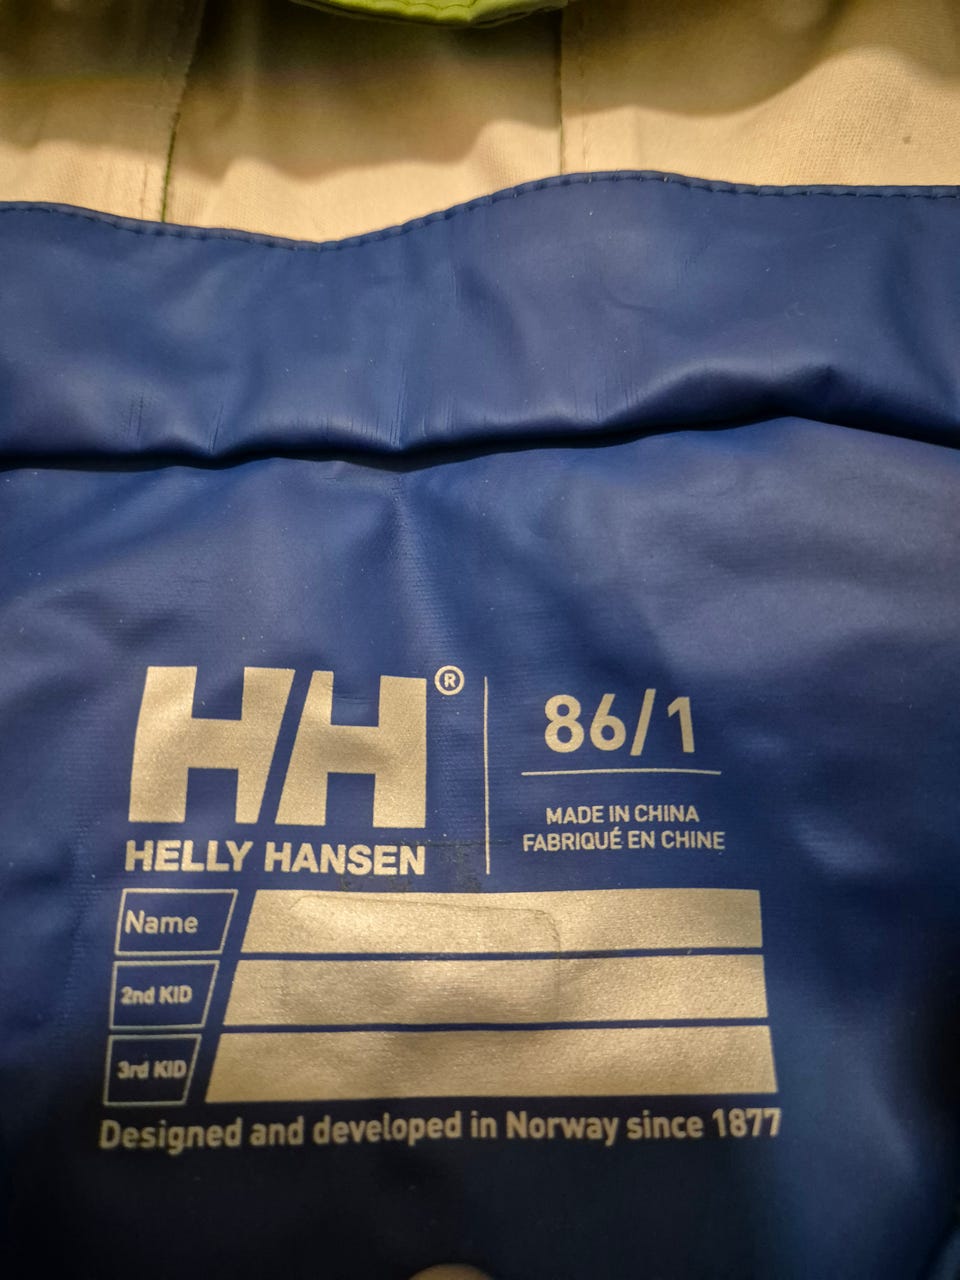 HH®
HELLY HANSEN
86/1
MADE IN CHINA
FABRIQUÉ EN CHINE
Name
2nd KID
3rd KID
Designed and developed in Norway since 1877